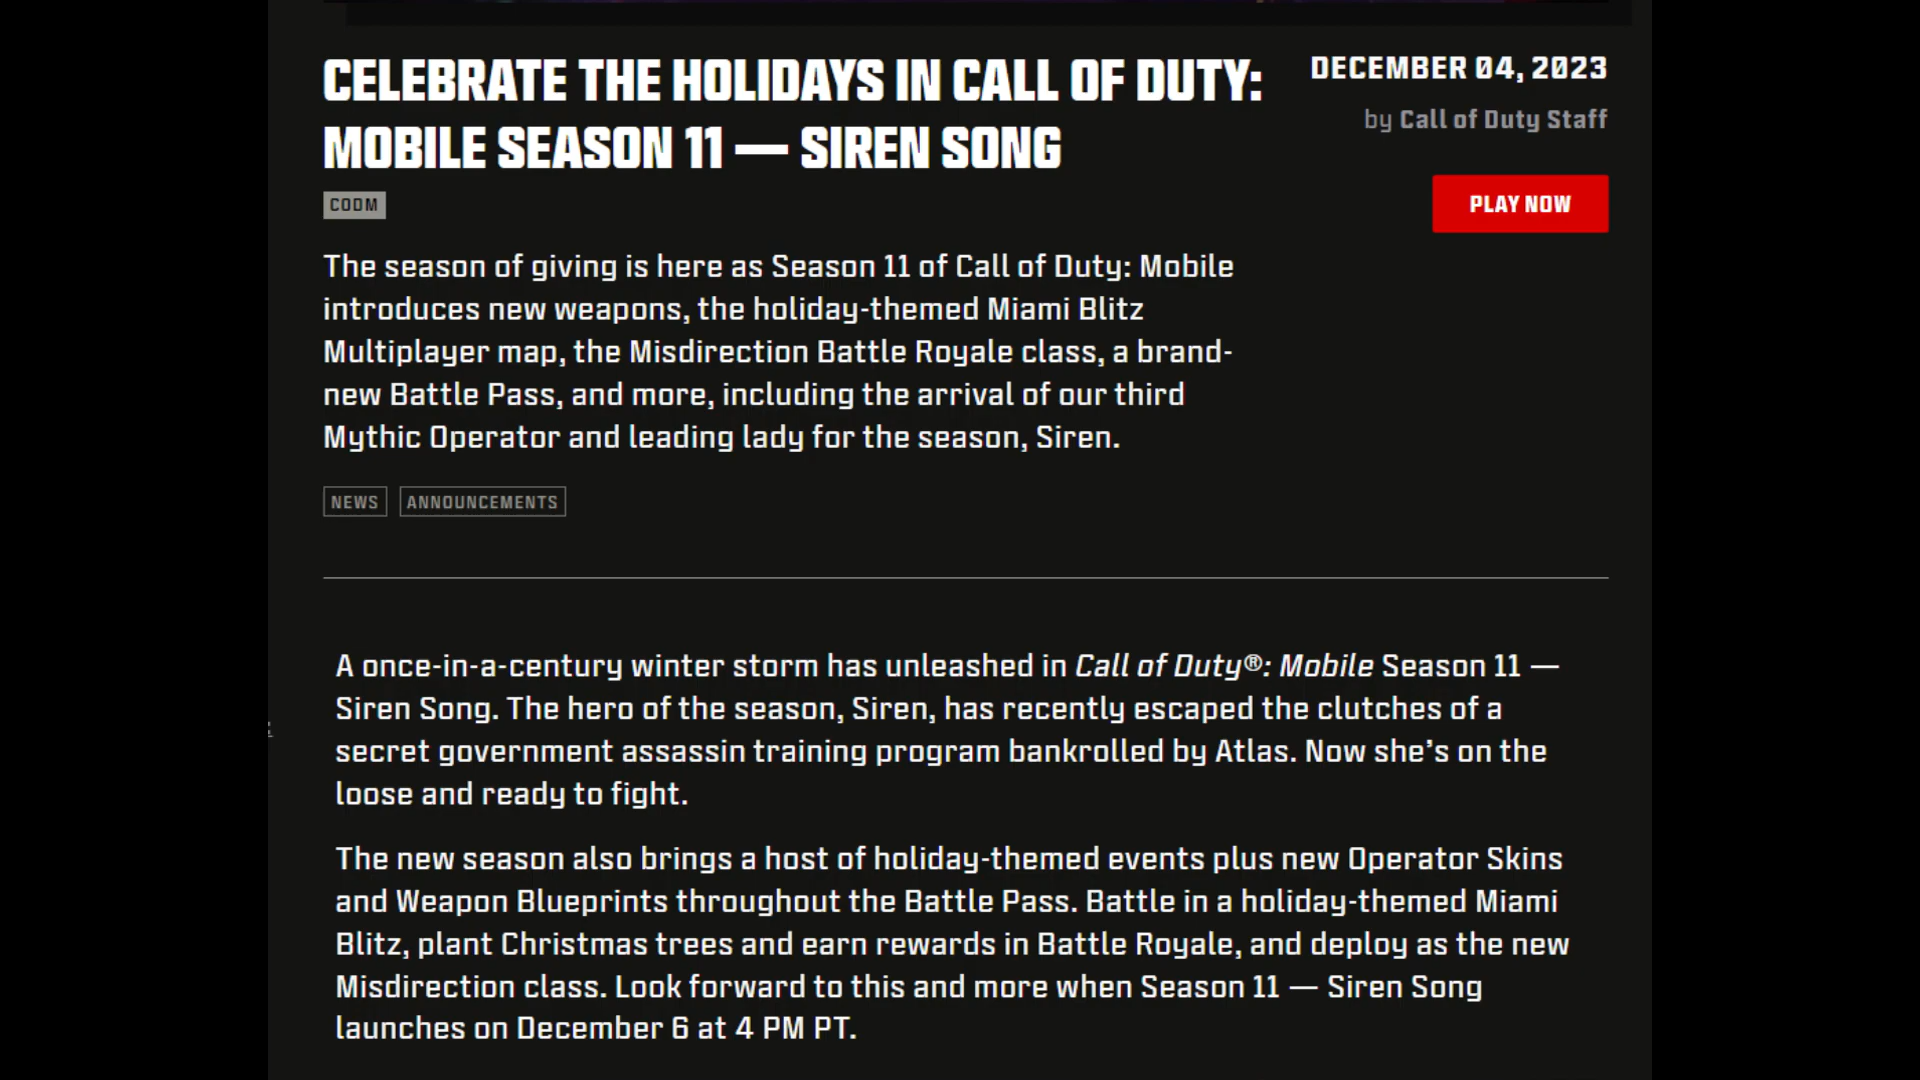 CELEBRATE THE HOLIDAYS IN CALL OF DUTY:
MOBILE SEASON 11 — SIREN SONG
DECEMBER 04, 2023
by Call of Duty Staff
PLAY NOW
CODM
The season of giving is here as Season 11 of Call of Duty: Mobile
introduces new weapons, the holiday-themed Miami Blitz
Multiplayer map, the Misdirection Battle Royale class, a brand-
new Battle Pass, and more, including the arrival of our third
Mythic Operator and leading lady for the season, Siren.
NEWS ANNOUNCEMENTS
A once-in-a-century winter storm has unleashed in Call of Duty®: Mobile Season 11 —
Siren Song. The hero of the season, Siren, has recently escaped the clutches of a
secret government assassin training program bankrolled by Atlas. Now she's on the
loose and ready to fight.
The new season also brings a host of holiday-themed events plus new Operator Skins
and Weapon Blueprints throughout the Battle Pass. Battle in a holiday-themed Miami
Blitz, plant Christmas trees and earn rewards in Battle Royale, and deploy as the new
Misdirection class. Look forward to this and more when Season 11 — Siren Song
launches on December 6 at 4 PM PT.